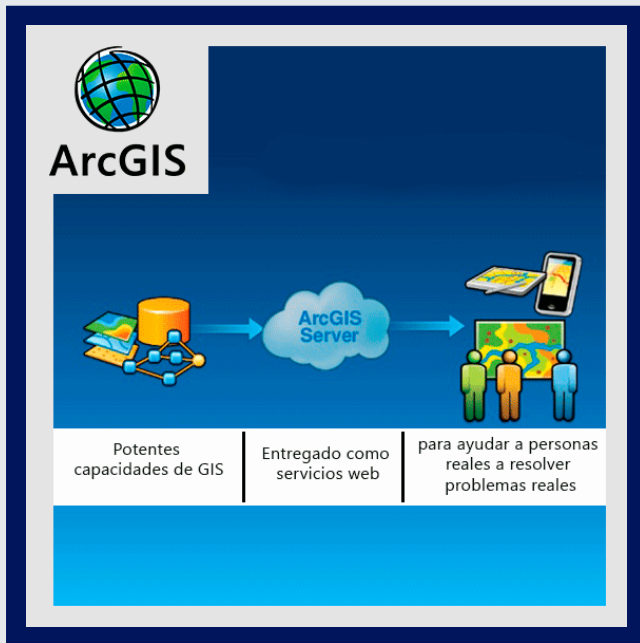 ArcGIS
ArcGIS
Server
Potentes
capacidades de GIS
Entregado como
servicios web
para ayudar a personas
reales a resolver
problemas reales